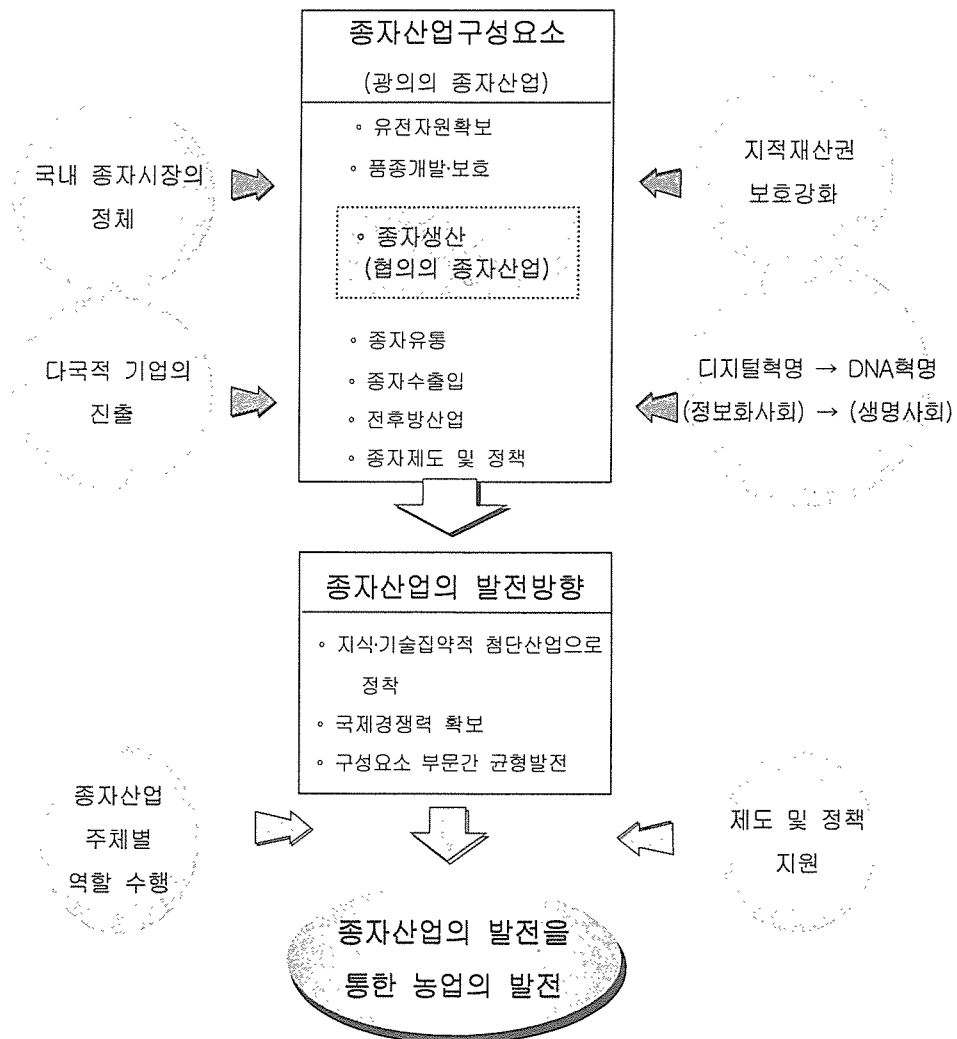 종자산업구성요소
(광의의 종자산업)
◦ 유전자원확보
◦ 품종개발·보호
◦ 종자생산
(협의의 종자산업)
◦ 종자유통
◦ 종자수출입
◦ 전후방산업
◦ 종자제도 및 정책
국내 종자시장의
정체
다국적 기업의
진출
지적재산권
보호강화
디지털혁명 → DNA혁명
(정보화사회) → (생명사회)
종자산업의 발전방향
◦ 지식·기술집약적 첨단산업으로
정착
◦ 국제경쟁력 확보
◦ 구성요소 부문간 균형발전
종자산업
주체별
역할 수행
제도 및 정책
지원
종자산업의 발전을
통한 농업의 발전